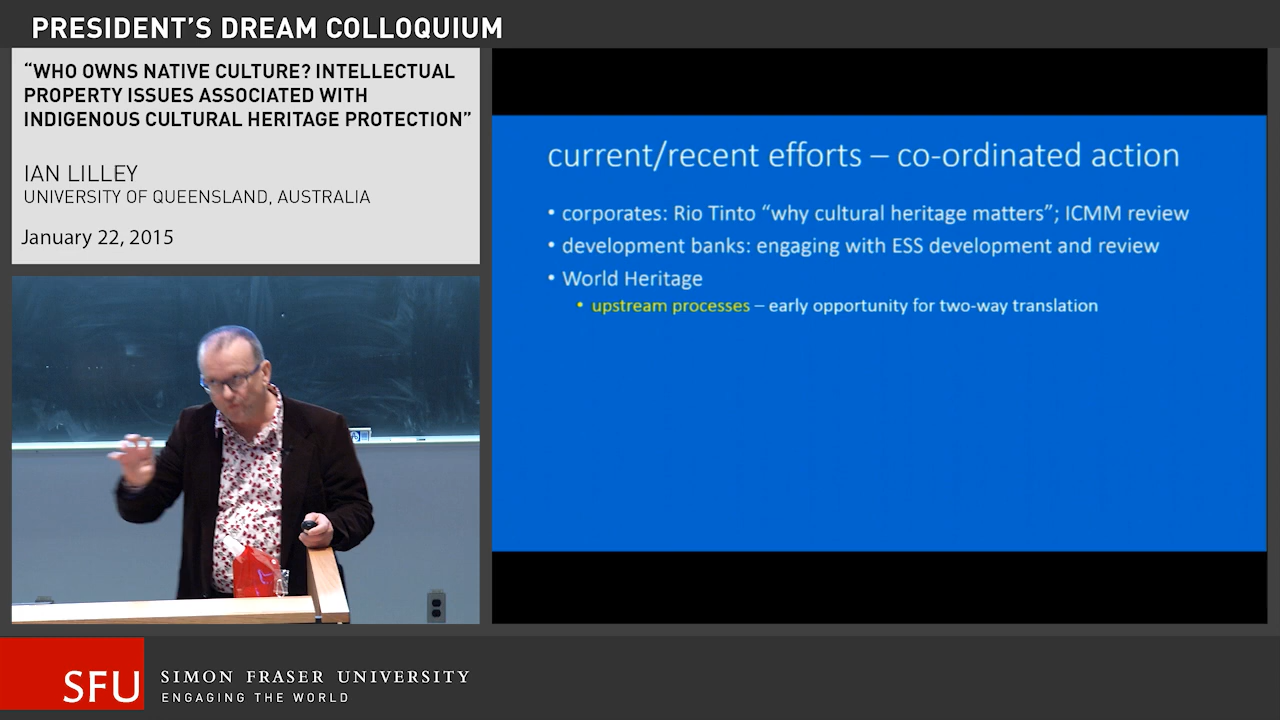 PRESIDENT’S DREAM COLLOQUIUM
“WHO OWNS NATIVE CULTURE? INTELLECTUAL
PROPERTY ISSUES ASSOCIATED WITH
INDIGENOUS CULTURAL HERITAGE PROTECTION”
IAN LILLEY
UNIVERSITY OF QUEENSLAND, AUSTRALIA
January 22, 2015
current/recent efforts – co-ordinated action
• corporates: Rio Tinto “why cultural heritage matters”; ICMM review
• development banks: engaging with ESS development and review
• World Heritage
• upstream processes – early opportunity for two-way translation
SFU
SIMON FRASER UNIVERSITY
ENGAGING THE WORLD